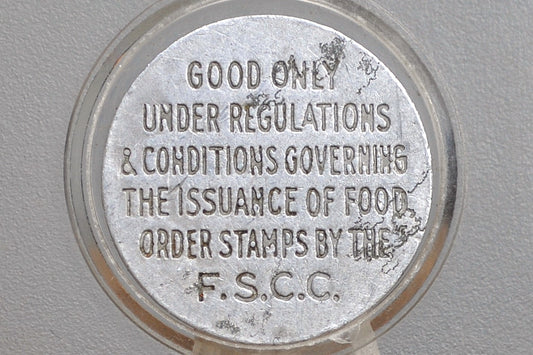 GOOD ONLY
UNDER REGULATIONS
& CONDITIONS GOVERNING
THE ISSUANCE OF FOOD
ORDER STAMPS BY THE
F.S.C.C.